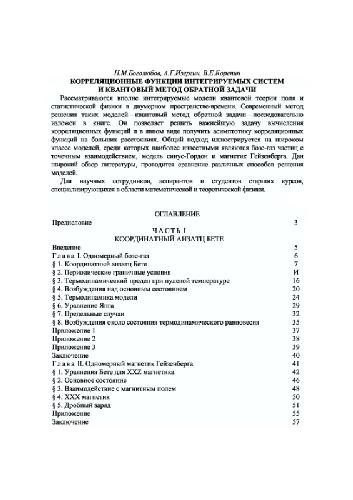 Н.М.Боголюбов, А.Г.Изергин, В.Е.Корепин
КОРРЕЛЯЦИОННЫЕ ФУНКЦИИ ИНТЕГРИРУЕМЫХ СИСТЕМ
И КВАНТОВЫЙ МЕТОД ОБРАТНОЙ ЗАДАЧИ
Рассматриваются вполне интегрируемые модели квантовой теории поля и
статистической физики в двумерном пространстве-времени. Современный метод
решения таких моделей квантовый метод обратной задачи последовательно
изложен в книге. Он позволяет решить важнейшую задачу вычисления
корреляционных функций и в явном виде получить асимптотику корреляционных
функций на больших расстояниях. Общий подход иллюстрируется на широком
классе моделей, среди которых наиболее известными являются бозе-газ частиц с
точечным взаимодействием, модель синус-Гордон и магнетик Гейзенберга. Дан
широкий обзор литературы, проводится сравнение различных способов решения
моделей.
Для научных сотрудников, аспирантов и студентов старших курсов,
специализирующихся в области математической и теоретической физики.
ОГЛАВЛЕНИЕ
Предисловие 3
ЧАСТЬ I
КООРДИНАТНЫЙ АНЗАТЦ БЕТЕ
Введение 5
Глава I. Одномерный бозе-газ 6
§ 1. Координатный анзатц Бете 7
§ 2. Периодические граничные условия И
§ 3. Термодинамический предел при нулевой температуре 16
§ 4. Возбуждения над основным состоянием 20
§ 5. Термодинамика модели 24
§ 6. Уравнение Янга 29
§ 7. Предельные случаи 32
§ 8. Возбуждения около состояния термодинамического равновесия 35
Приложение 1 37
Приложение 2 38
Приложение 3 39
Заключение 40
Глава II. Одномерный магнетик Гейзенберга 41
§ 1. Уравнения Бете для XXZ магнетика 42
§ 2. Основное состояние 46
§ 3. Взаимодействие с магнитным полем 48
§ 4. XXX магнетик 50
§ 5. Дробный заряд 51
Приложение 55
Заключение 57